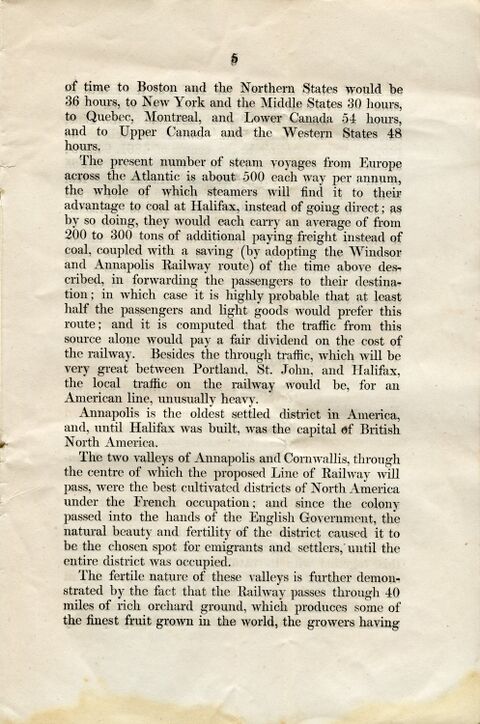 5
of time to Boston and the Northern States would be
36 hours, to New York and the Middle States 30 hours,
to Quebec, Montreal, and Lower Canada 54 hours,
and to Upper Canada and the Western States 48
hours.
The present number of steam voyages from Europe
across the Atlantic is about 500 each way per annum,
the whole of which steamers will find it to their
advantage to coal at Halifax, instead of going direct; as
by so doing, they would each carry an average of from
200 to 300 tons of additional paying freight instead of
coal, coupled with a saving (by adopting the Windsor
and Annapolis Railway route) of the time above des-
cribed, in forwarding the passengers to their destina-
tion; in which case it is highly probable that at least
half the passengers and light goods would prefer this
route; and it is computed that the traffic from this
source alone would pay a fair dividend on the cost of
the railway. Besides the through traffic, which will be
very great between Portland, St. John, and Halifax,
the local traffic on the railway would be, for an
American line, unusually heavy.
Annapolis is the oldest settled district in America,
and, until Halifax was built, was the capital of British
North America.
The two valleys of Annapolis and Cornwallis, through
the centre of which the proposed Line of Railway will
pass, were the best cultivated districts of North America
under the French occupation; and since the colony
passed into the hands of the English Government, the
natural beauty and fertility of the district caused it to
be the chosen spot for emigrants and settlers, until the
entire district was occupied.
The fertile nature of these valleys is further demon-
strated by the fact that the Railway passes through 40
miles of rich orchard ground, which produces some of
the finest fruit grown in the world, the growers having